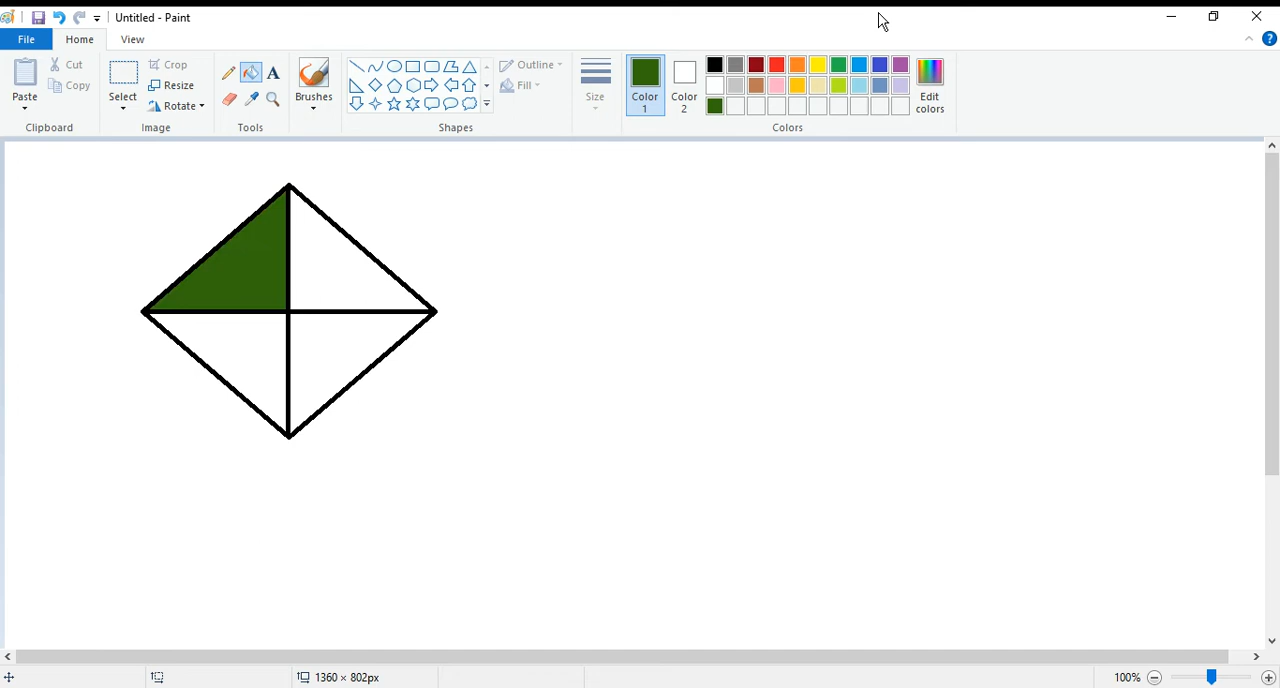 Untitled - Paint
File Home View
Paste
Cut
Copy
Clipboard
Select
Crop
Resize
Rotate
Image
A
Tools
Brushes
Outline
Fill
Shapes
Size
Color 1
Color 2
Edit colors
Colors
?
1360 × 802px
100%